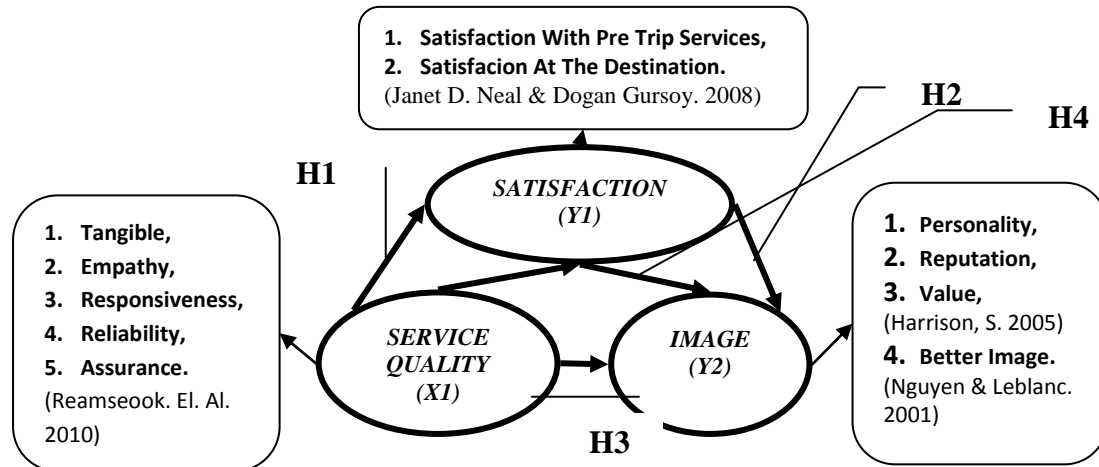 1. Satisfaction With Pre Trip Services,
2. Satisfacion At The Destination.
(Janet D. Neal & Dogan Gursoy. 2008)
H2
H4
H1
SATISFACTION
(Y1)
1. Tangible,
2. Empathy,
3. Responsiveness,
4. Reliability,
5. Assurance.
(Reamseook. El. Al.
2010)
SERVICE
QUALITY
(X1)
IMAGE
(Y2)
1. Personality,
2. Reputation,
3. Value,
(Harrison, S. 2005)
4. Better Image.
(Nguyen & Leblanc.
2001)
H3